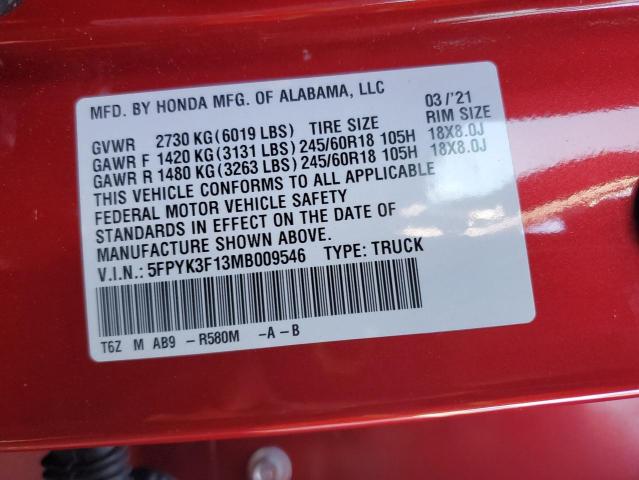 MFD. BY HONDA MFG. OF ALABAMA, LLC 03/'21
GVWR 2730 KG(6019 LBS) TIRE SIZE RIM SIZE
GAWR F 1420 KG(3131 LBS)245/60R18 105H 18X8.0J
GAWR R 1480 KG(3263 LBS)245/60R18 105H 18X8.0J
THIS VEHICLE CONFORMS TO ALL APPLICABLE
FEDERAL MOTOR VEHICLE SAFETY
STANDARDS IN EFFECT ON THE DATE OF
MANUFACTURE SHOWN ABOVE.
V.I.N.: 5FPYK3F13MB009546 TYPE: TRUCK
T6Z M AB9 -R580M -A-B